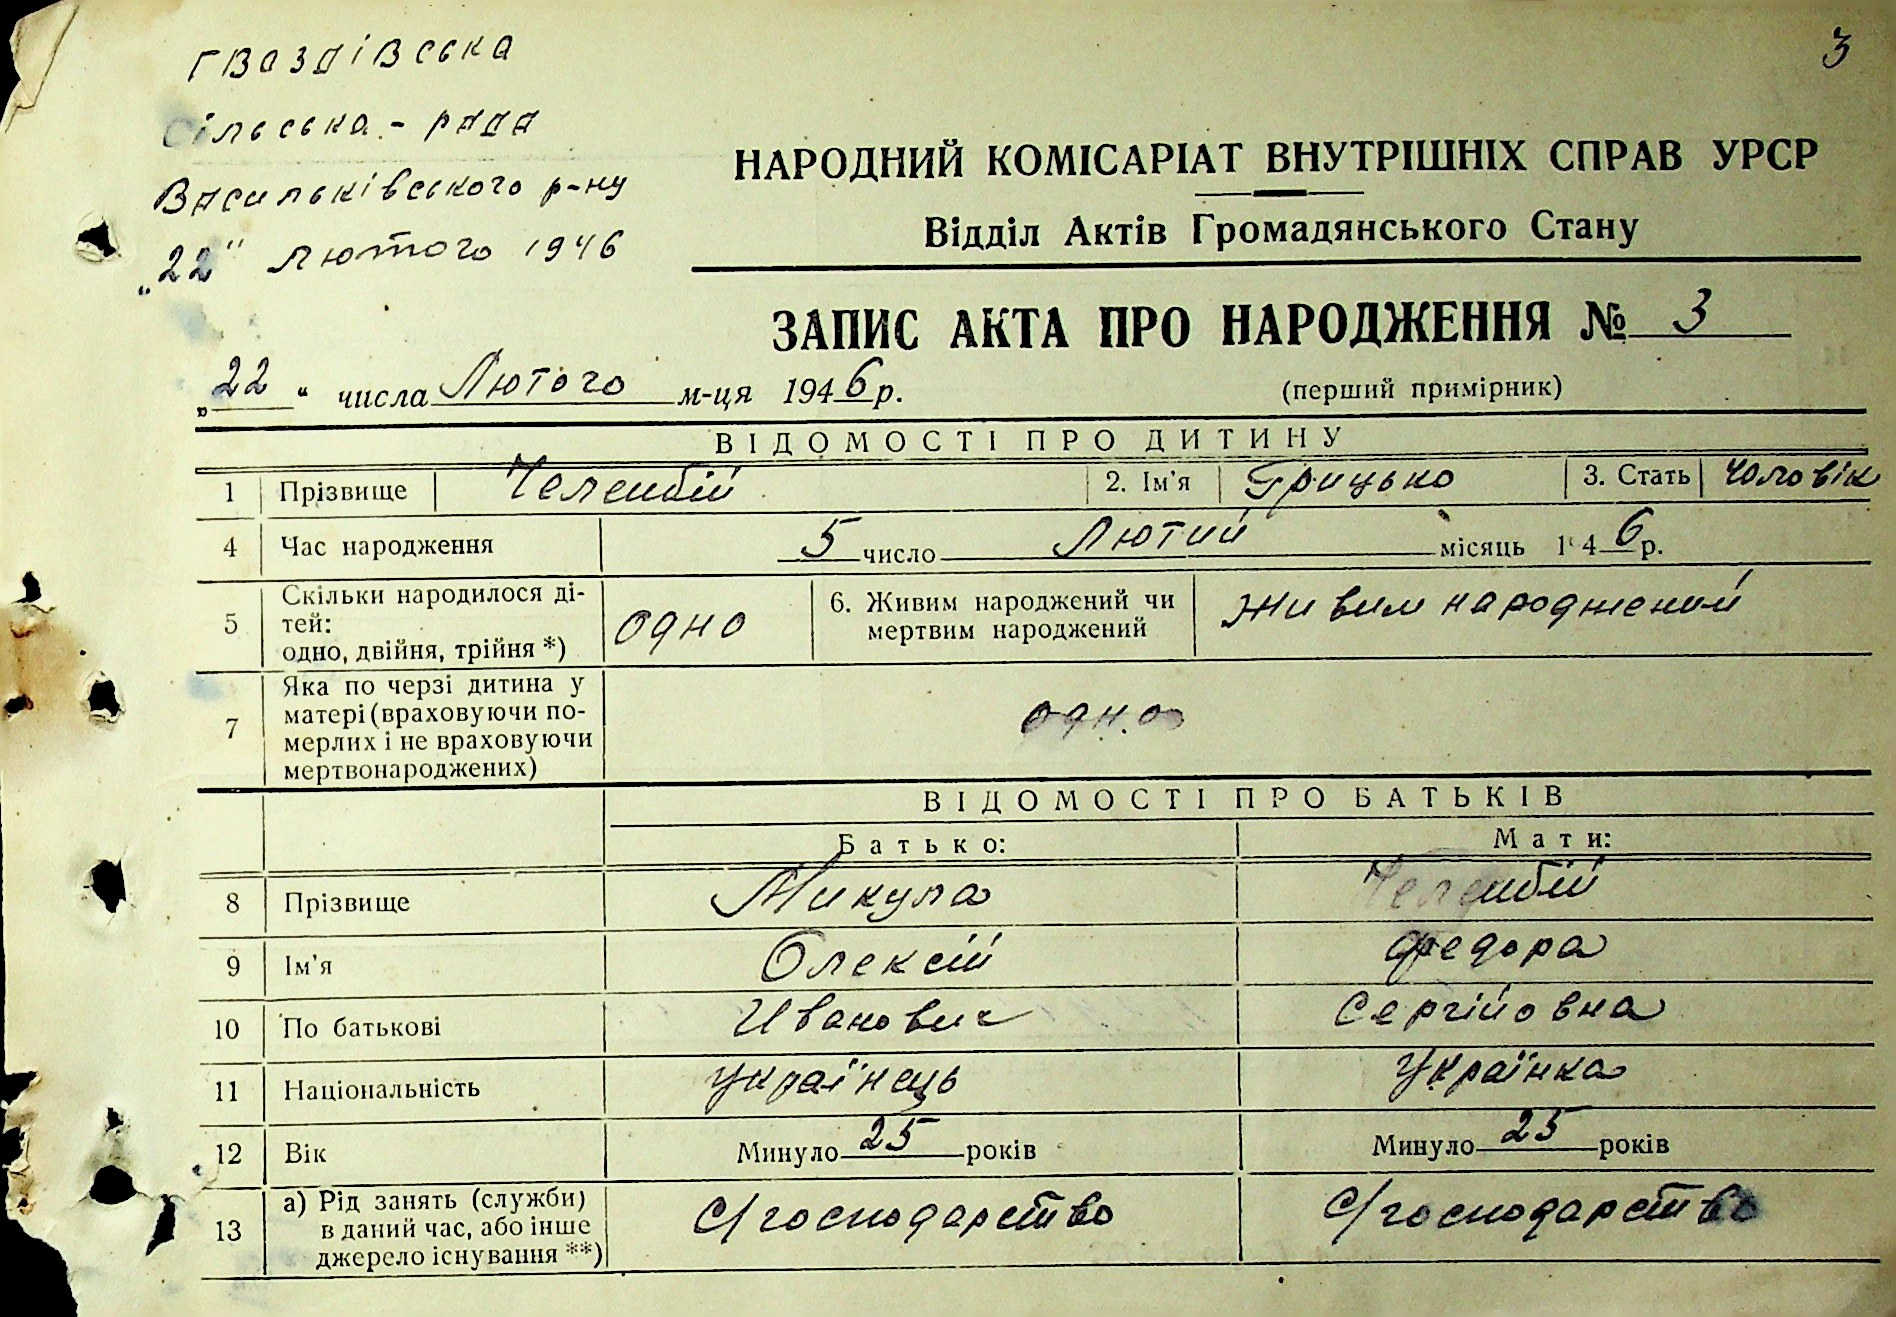 3
Гвоздівська
Сільська - рада
Васильківського р-ну
„22" Лютого 1946
НАРОДНИЙ КОМІСАРІАТ ВНУТРІШНІХ СПРАВ УРСР
Відділ Актів Громадянського Стану
ЗАПИС АКТА ПРО НАРОДЖЕННЯ № 3
„22“ числа Лютого м-ця 1946 р.
(перший примірник)
ВІДОМОСТІ ПРО ДИТИНУ
1 Прізвище Челембій 2. Ім'я Грицько 3. Стать Чоловік
4 Час народження 5 число Лютий місяць 1946 р.
5 Скільки народилося ді-
тей:
одно, двійня, трійня *) одно 6. Живим народжений чи
мертвим народжений Живим народжений
7 Яка по черзі дитина у
матері (враховуючи по-
мерлих і не враховуючи
мертвонароджених) одно
ВІДОМОСТІ ПРО БАТЬКІВ
Батько: Мати:
8 Прізвище Микула Челембій
9 Ім'я Олексій Федора
10 По батькові Иванович Сергійовна
11 Національність Українець Українка
12 Вік Минуло 25 років Минуло 25 років
13 а) Рід занять (служби)
в даний час, або інше
джерело існування **) С/господарство С/господарство